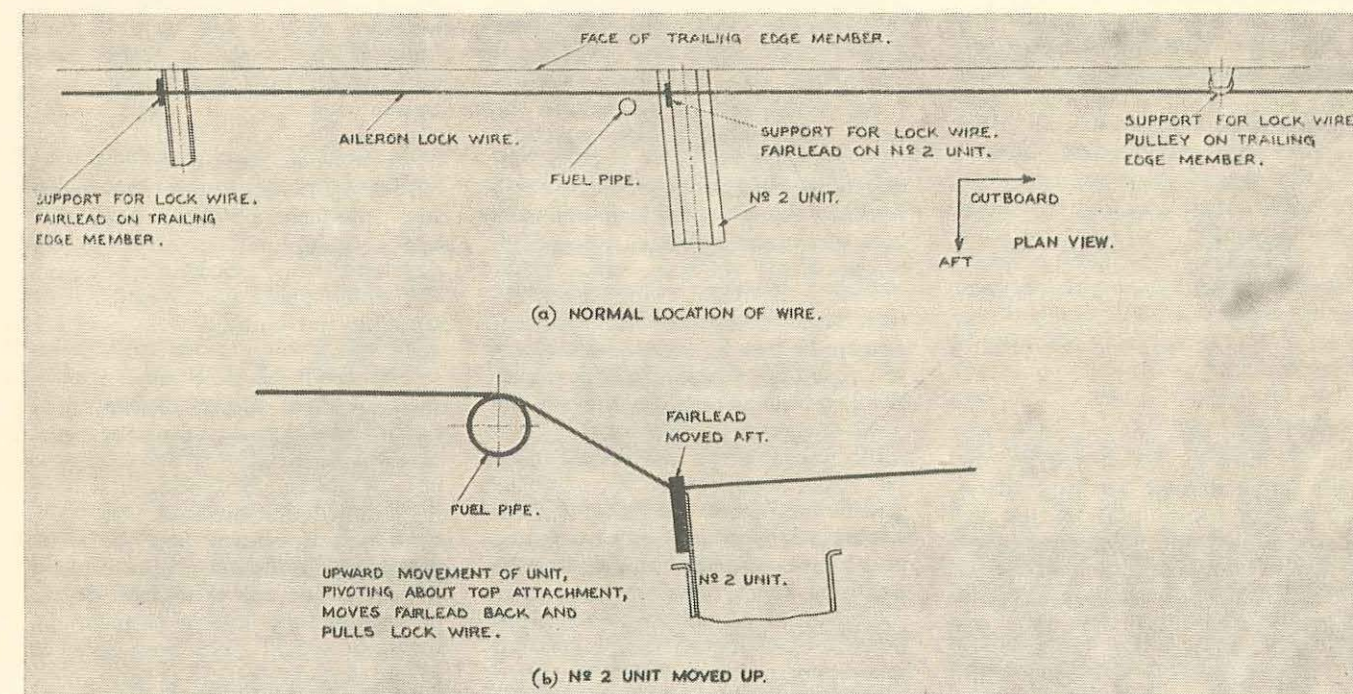 FACE OF TRAILING EDGE MEMBER.
AILERON LOCK WIRE.
SUPPORT FOR LOCK WIRE.
FAIRLEAD ON Nº 2 UNIT.
SUPPORT FOR LOCK WIRE
PULLEY ON TRAILING
EDGE MEMBER.
FUEL PIPE.
Nº 2 UNIT.
SUPPORT FOR LOCK WIRE.
FAIRLEAD ON TRAILING
EDGE MEMBER.
OUTBOARD
PLAN VIEW.
AFT
(a) NORMAL LOCATION OF WIRE.
FAIRLEAD
MOVED AFT.
FUEL PIPE.
UPWARD MOVEMENT OF UNIT,
PIVOTING ABOUT TOP ATTACHMENT,
MOVES FAIRLEAD BACK AND
PULLS LOCK WIRE.
Nº 2 UNIT.
(b) Nº 2 UNIT MOVED UP.